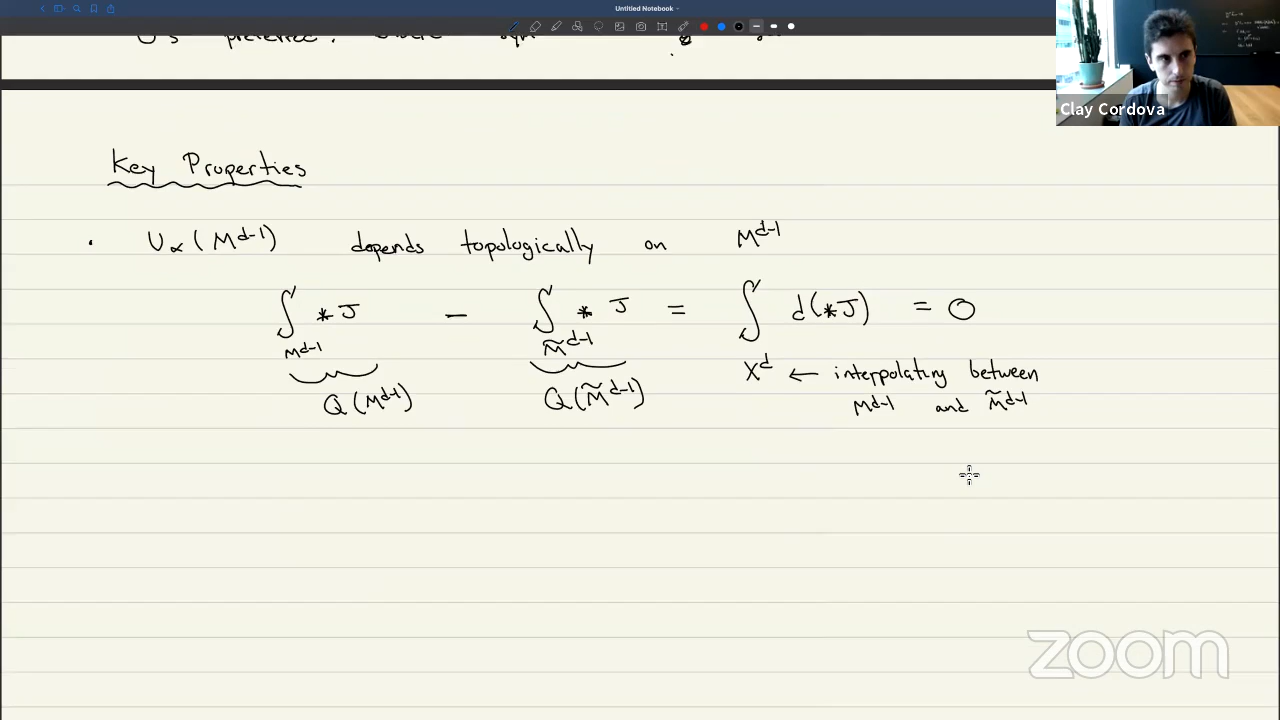 Untitled Notebook
Clay Cordova
Key Properties
· U_α(M^{d-1}) depends topologically on M^{d-1}
∫_{M^{d-1}} *J - ∫_{M̃^{d-1}} *J = ∫_{X^d} d(*J) = 0
Q(M^{d-1}) Q(M̃^{d-1}) X^d ← interpolating between
M^{d-1} and M̃^{d-1}
zoom